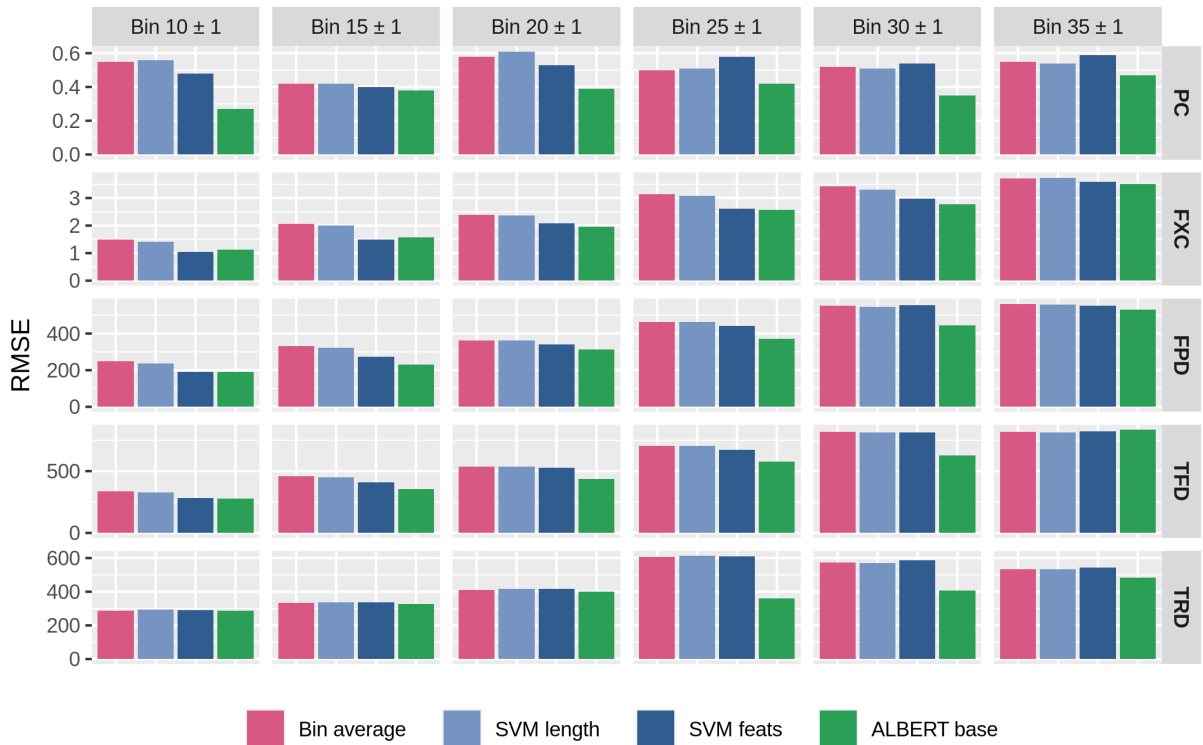 Bin 10 ± 1 Bin 15 ± 1 Bin 20 ± 1 Bin 25 ± 1 Bin 30 ± 1 Bin 35 ± 1
0.6
0.4
0.2
0.0
PC
3
2
1
0
FXC
400
200
0
FPD
500
0
TFD
600
400
200
0
TRD
RMSE
Bin average SVM length SVM feats ALBERT base